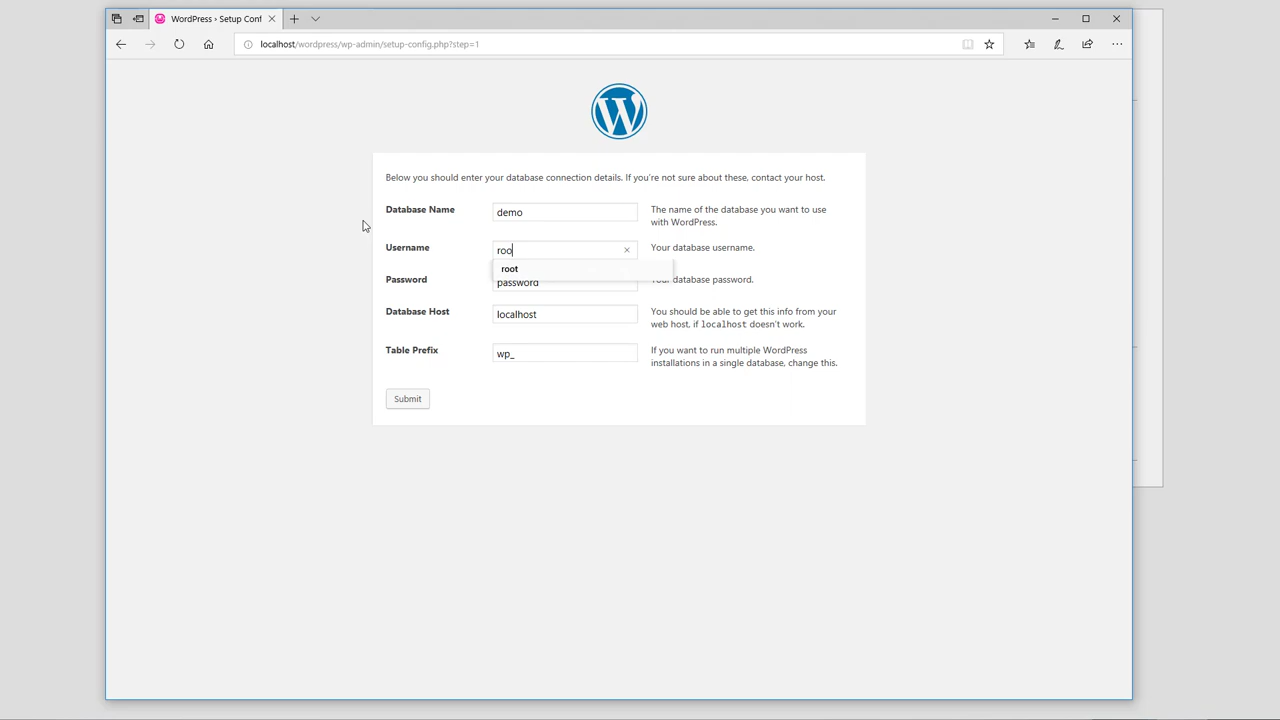 WordPress › Setup Conf
localhost/wordpress/wp-admin/setup-config.php?step=1
Below you should enter your database connection details. If you're not sure about these, contact your host.
Database Name
demo
The name of the database you want to use
with WordPress.
Username
roo
Your database username.
root
Password
password
Your database password.
Database Host
localhost
You should be able to get this info from your
web host, if localhost doesn't work.
Table Prefix
wp_
If you want to run multiple WordPress
installations in a single database, change this.
Submit